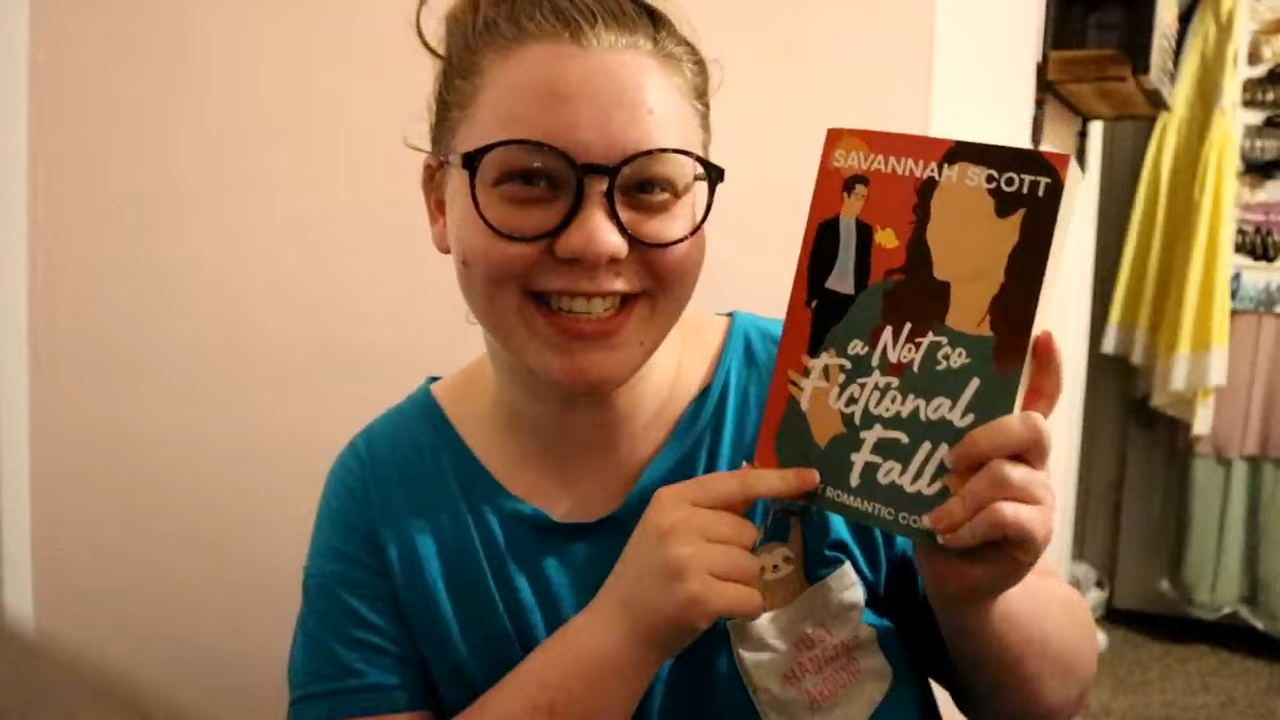 SAVANNAH SCOTT
a Not so
Fictional
Fall
ROMANTIC
JUST
HANGING
AROUND